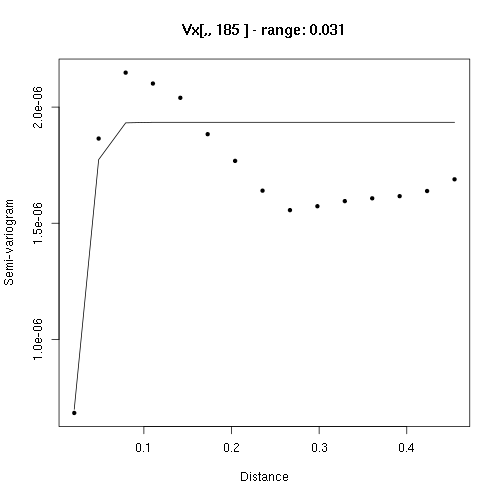 Vx[,, 185 ] - range: 0.031
2.0e-06
1.5e-06
1.0e-06
Semi-variogram
0.1 0.2 0.3 0.4
Distance